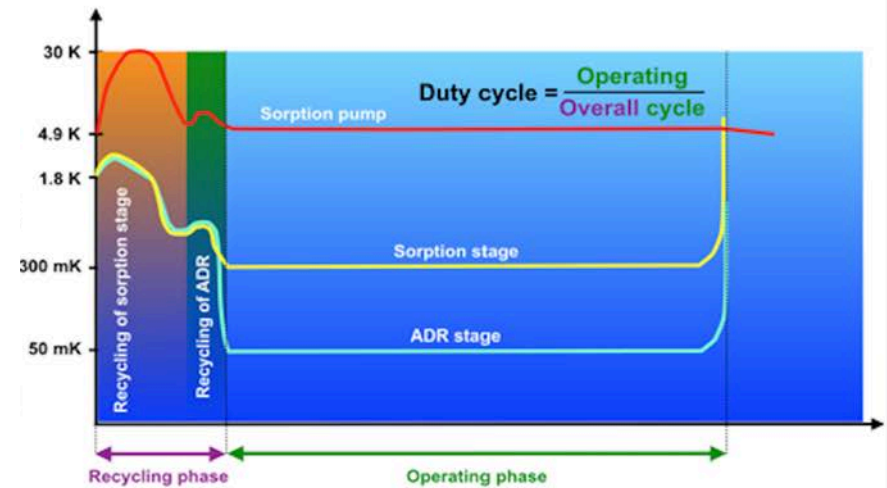 30 K
4.9 K
1.8 K
300 mK
50 mK
Duty cycle = Operating
Overall cycle
Sorption pump
Sorption stage
ADR stage
Recycling of sorption stage
Recycling of ADR
Recycling phase
Operating phase